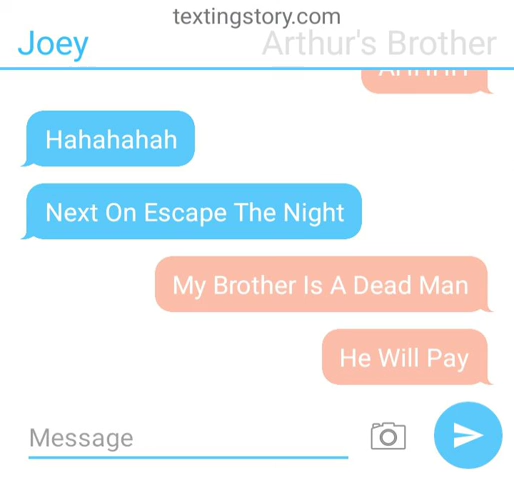 textingstory.com
Joey
Arthur's Brother
Hahahahah
Next On Escape The Night
My Brother Is A Dead Man
He Will Pay
Message